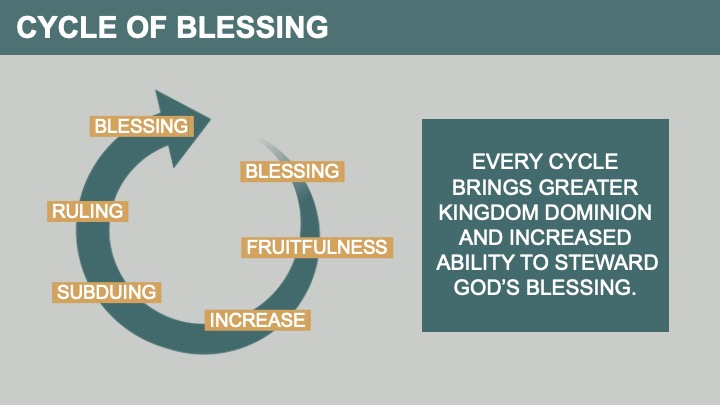 CYCLE OF BLESSING
BLESSING
FRUITFULNESS
INCREASE
SUBDUING
RULING
BLESSING
EVERY CYCLE
BRINGS GREATER
KINGDOM DOMINION
AND INCREASED
ABILITY TO STEWARD
GOD’S BLESSING.